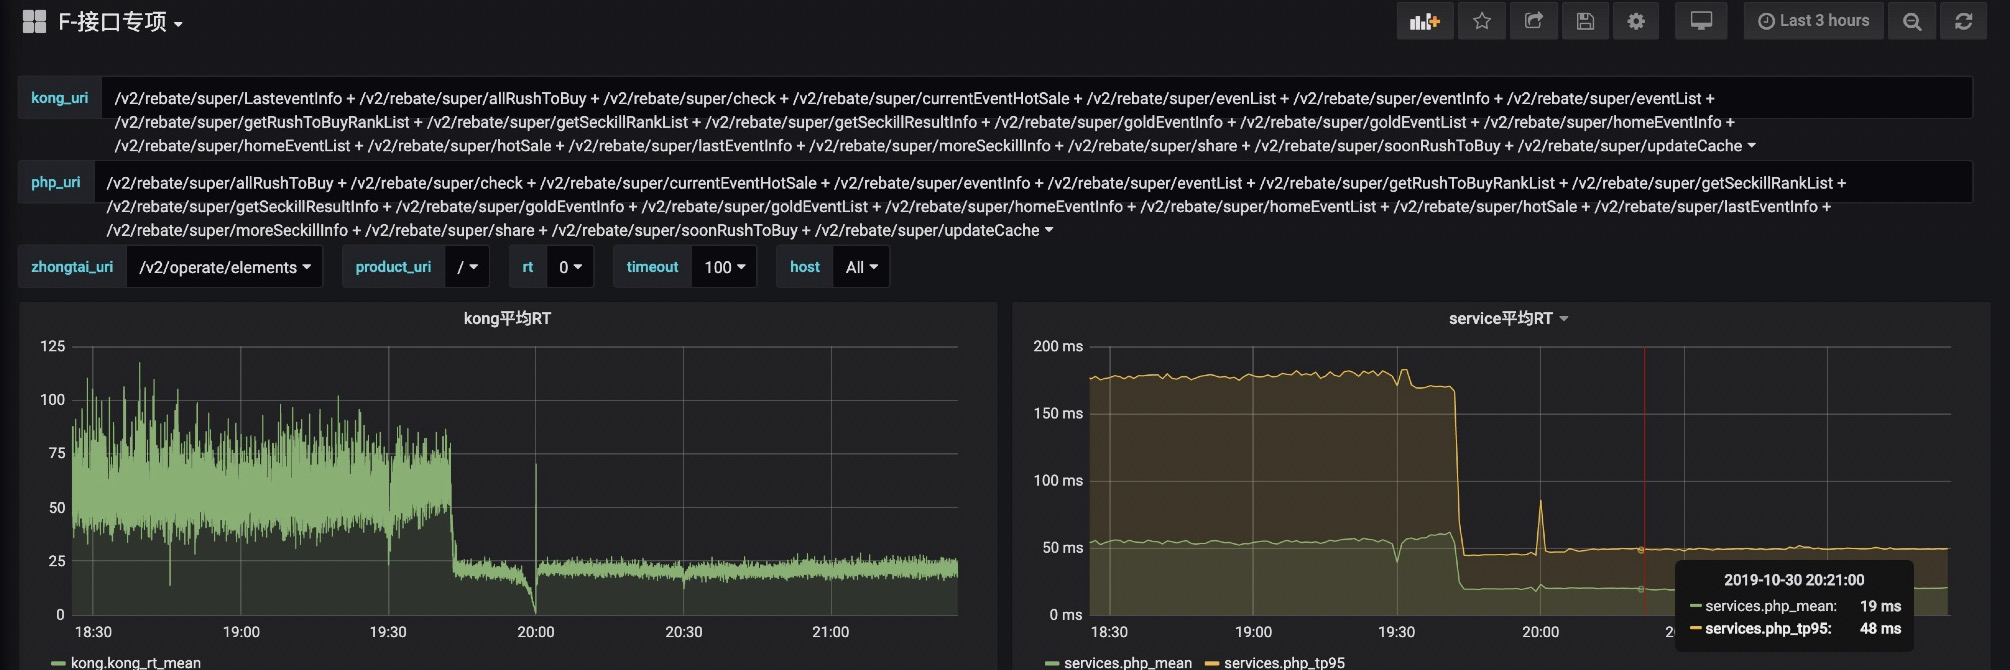 F-接口专项
Last 3 hours
kong_uri
/v2/rebate/super/LasteventInfo + /v2/rebate/super/allRushToBuy + /v2/rebate/super/check + /v2/rebate/super/currentEventHotSale + /v2/rebate/super/evenList + /v2/rebate/super/eventInfo + /v2/rebate/super/eventList +
/v2/rebate/super/getRushToBuyRankList + /v2/rebate/super/getSeckillRankList + /v2/rebate/super/getSeckillResultInfo + /v2/rebate/super/goldEventInfo + /v2/rebate/super/goldEventList + /v2/rebate/super/homeEventInfo +
/v2/rebate/super/homeEventList + /v2/rebate/super/hotSale + /v2/rebate/super/lastEventInfo + /v2/rebate/super/moreSeckillInfo + /v2/rebate/super/share + /v2/rebate/super/soonRushToBuy + /v2/rebate/super/updateCache
php_uri
/v2/rebate/super/allRushToBuy + /v2/rebate/super/check + /v2/rebate/super/currentEventHotSale + /v2/rebate/super/eventInfo + /v2/rebate/super/eventList + /v2/rebate/super/getRushToBuyRankList + /v2/rebate/super/getSeckillRankList +
/v2/rebate/super/getSeckillResultInfo + /v2/rebate/super/goldEventInfo + /v2/rebate/super/goldEventList + /v2/rebate/super/homeEventInfo + /v2/rebate/super/homeEventList + /v2/rebate/super/hotSale + /v2/rebate/super/lastEventInfo +
/v2/rebate/super/moreSeckillInfo + /v2/rebate/super/share + /v2/rebate/super/soonRushToBuy + /v2/rebate/super/updateCache
zhongtai_uri /v2/operate/elements product_uri / rt 0 timeout 100 host All
kong平均RT
125
100
75
50
25
0
18:30 19:00 19:30 20:00 20:30 21:00
kong.kong_rt_mean
service平均RT
200 ms
150 ms
100 ms
50 ms
0 ms
18:30 19:00 19:30 20:00
2019-10-30 20:21:00
services.php_mean: 19 ms
services.php_tp95: 48 ms
services.php_mean services.php_tp95